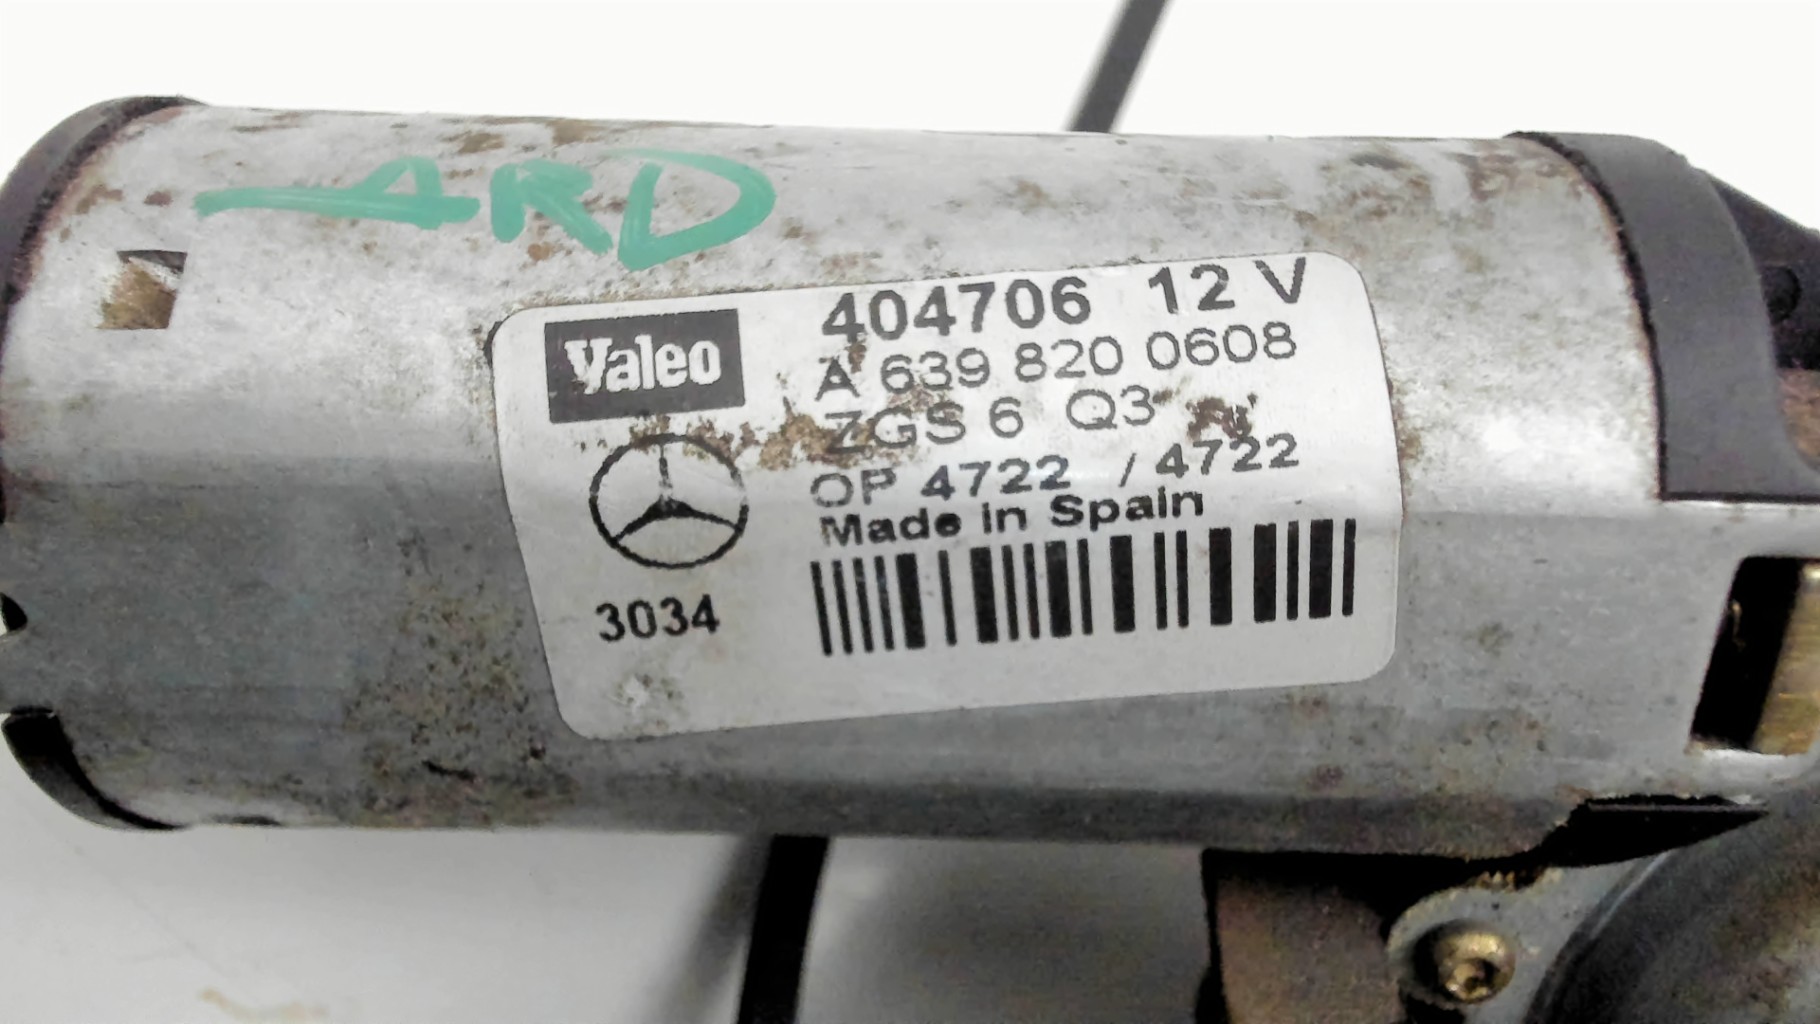 ARD
Valeo
404706 12 V
A 639 820 0608
ZGS 6 Q3
OP 4722 / 4722
Made in Spain
3034